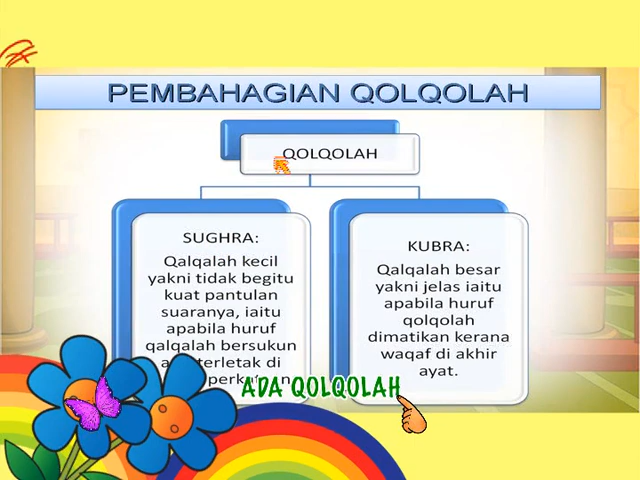 PEMBAHAGIAN QOLQOLAH
QOLQOLAH
SUGHRA:
Qalqalah kecil
yakni tidak begitu
kuat pantulan
suaranya, iaitu
apabila huruf
qalqalah bersukun
terletak di
KUBRA:
Qalqalah besar
yakni jelas iaitu
apabila huruf
qolqolah
dimatikan kerana
waqaf di akhir
ayat.
ADA QOLQOLAH